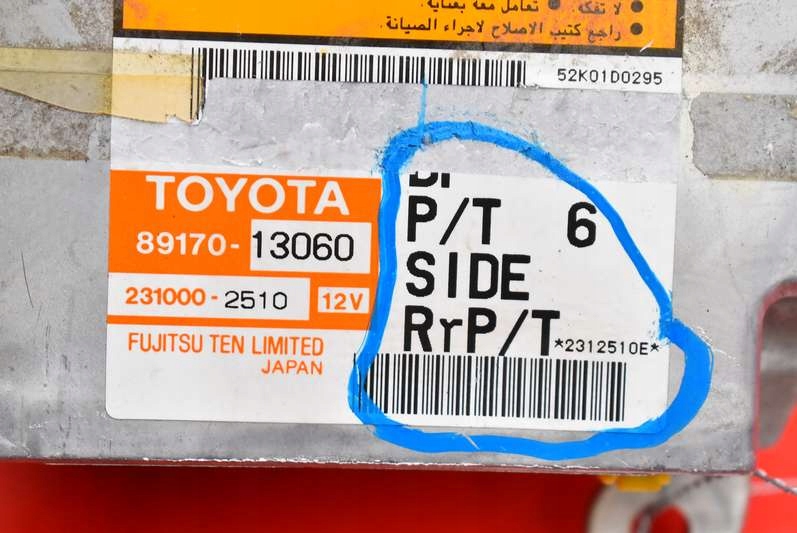 ● لا تفكه. ● تعامل معه بعناية.
● راجع كتيب الاصلاح لاجراء الصيانة.
52K01D0295
TOYOTA
89170-13060
231000-2510 12V
FUJITSU TEN LIMITED
JAPAN
P/T 6
SIDE
RrP/T *2312510E*